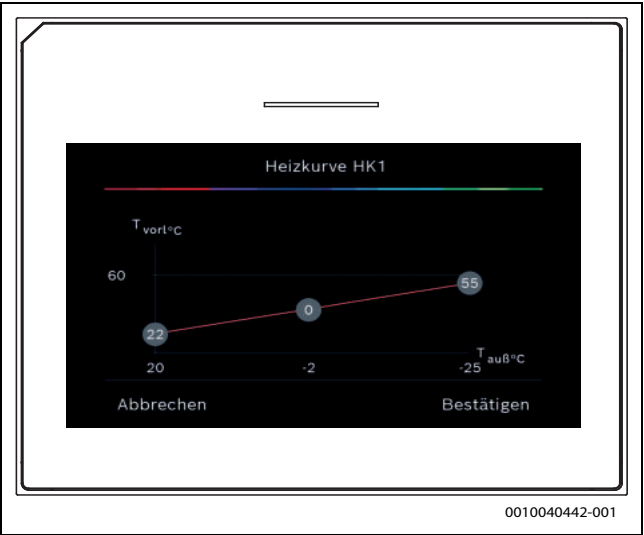 Heizkurve HK1
T vorl°C
60
55
0
22
20 -2 -25 T auß°C
Abbrechen Bestätigen
0010040442-001